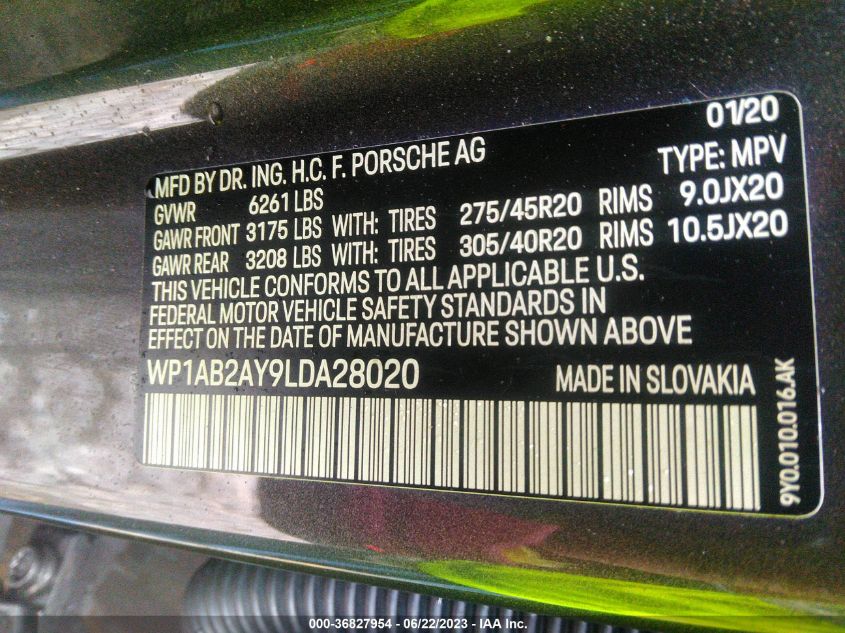 01/20
MFD BY DR. ING. H.C. F. PORSCHE AG TYPE: MPV
GVWR 6261 LBS
GAWR FRONT 3175 LBS WITH: TIRES 275/45R20 RIMS 9.0JX20
GAWR REAR 3208 LBS WITH: TIRES 305/40R20 RIMS 10.5JX20
THIS VEHICLE CONFORMS TO ALL APPLICABLE U.S.
FEDERAL MOTOR VEHICLE SAFETY STANDARDS IN
EFFECT ON THE DATE OF MANUFACTURE SHOWN ABOVE
WP1AB2AY9LDA28020 MADE IN SLOVAKIA
9Y0.010.016.AK
000-36827954 - 06/22/2023 - IAA Inc.